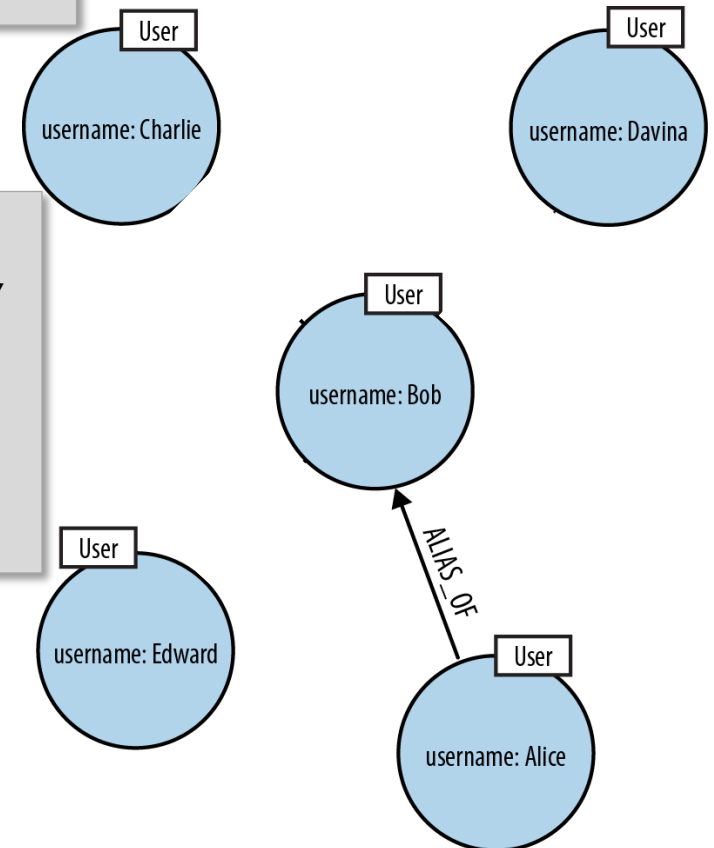 User
username: Charlie
User
username: Davina
User
username: Bob
ALIAS_OF
User
username: Edward
User
username: Alice